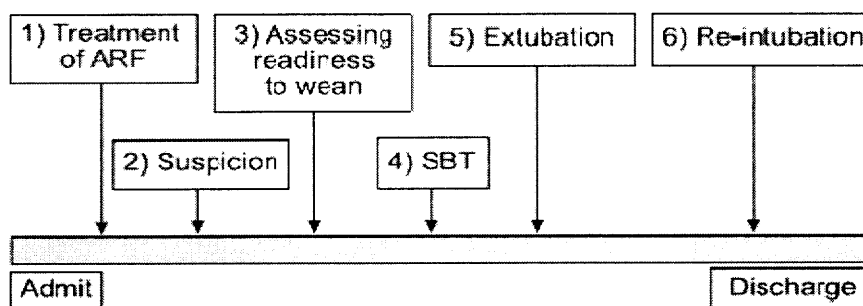 1) Treatment
of ARF
2) Suspicion
3) Assessing
readiness
to wean
4) SBT
5) Extubation
6) Re-intubation
Admit
Discharge